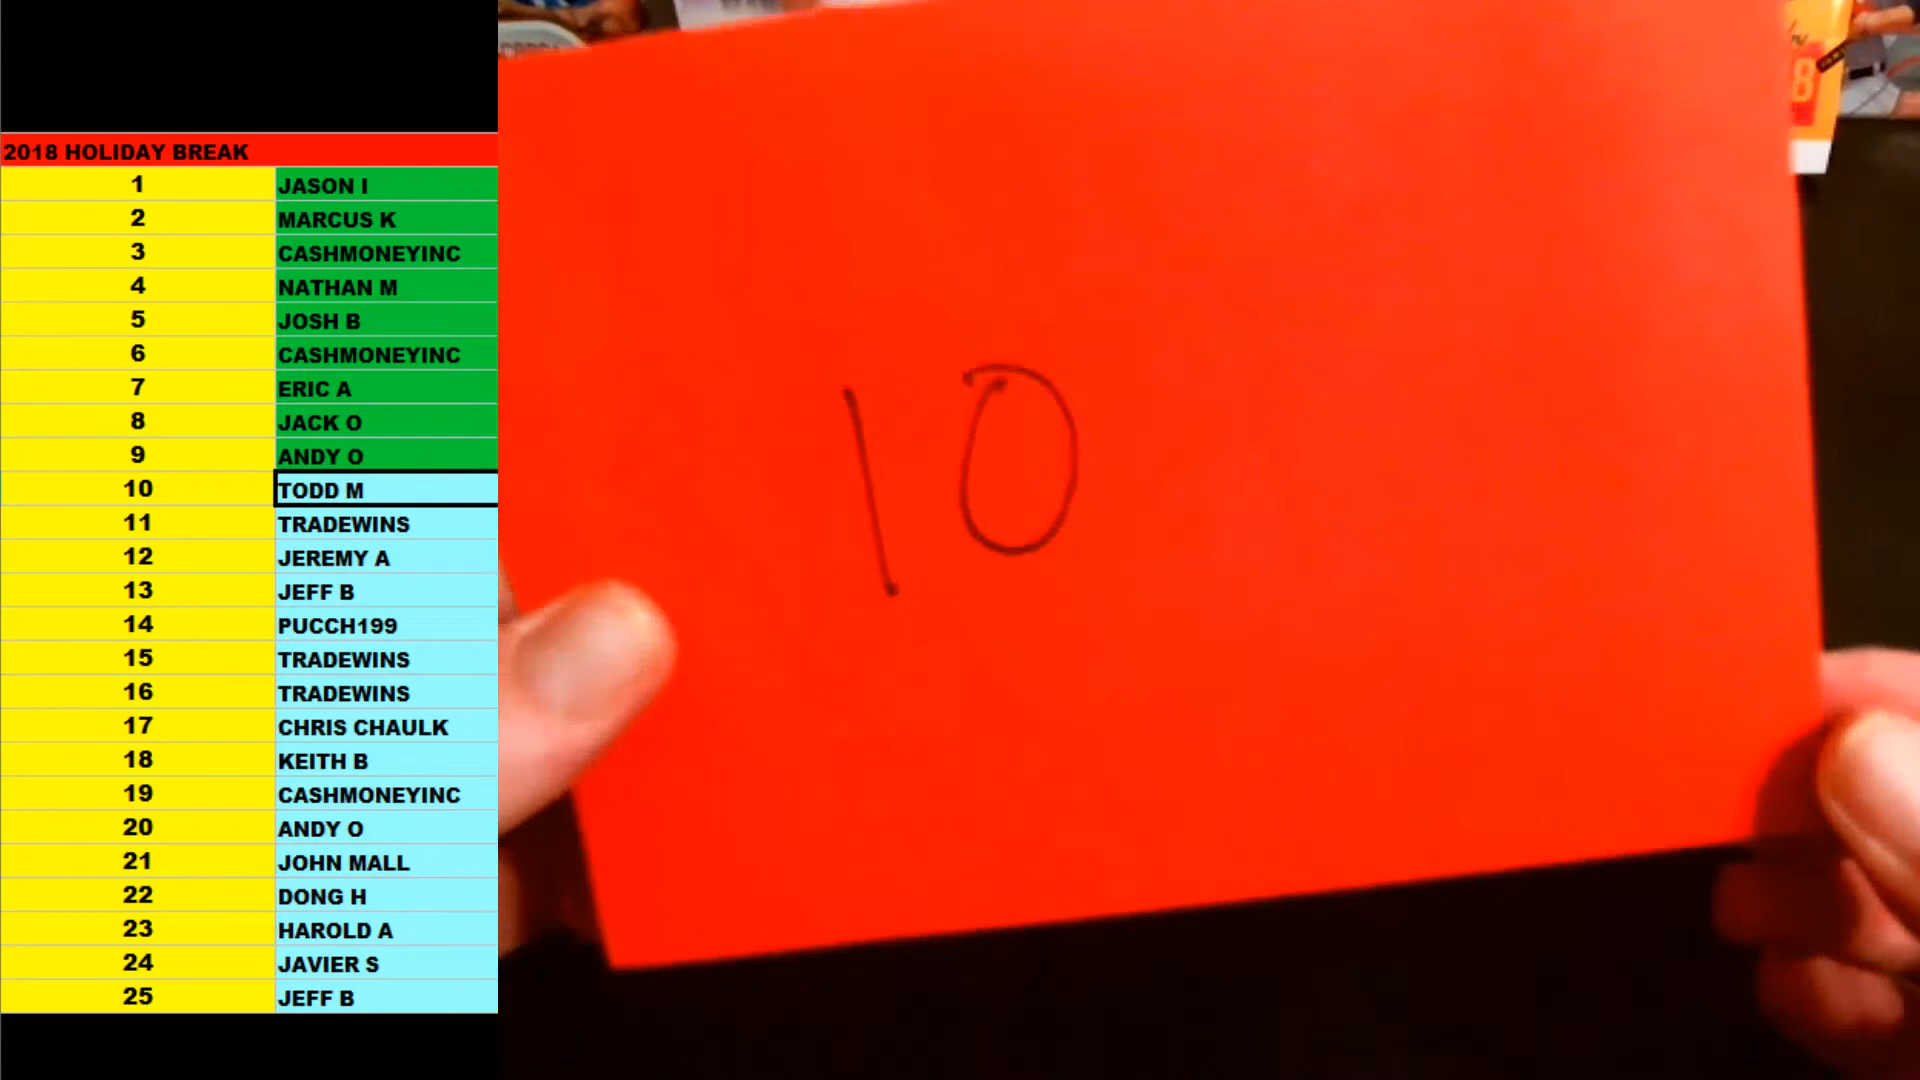 2018 HOLIDAY BREAK
1 JASON I
2 MARCUS K
3 CASHMONEYINC
4 NATHAN M
5 JOSH B
6 CASHMONEYINC
7 ERIC A
8 JACK O
9 ANDY O
10 TODD M
11 TRADEWINS
12 JEREMY A
13 JEFF B
14 PUCCH199
15 TRADEWINS
16 TRADEWINS
17 CHRIS CHAULK
18 KEITH B
19 CASHMONEYINC
20 ANDY O
21 JOHN MALL
22 DONG H
23 HAROLD A
24 JAVIER S
25 JEFF B
10
8